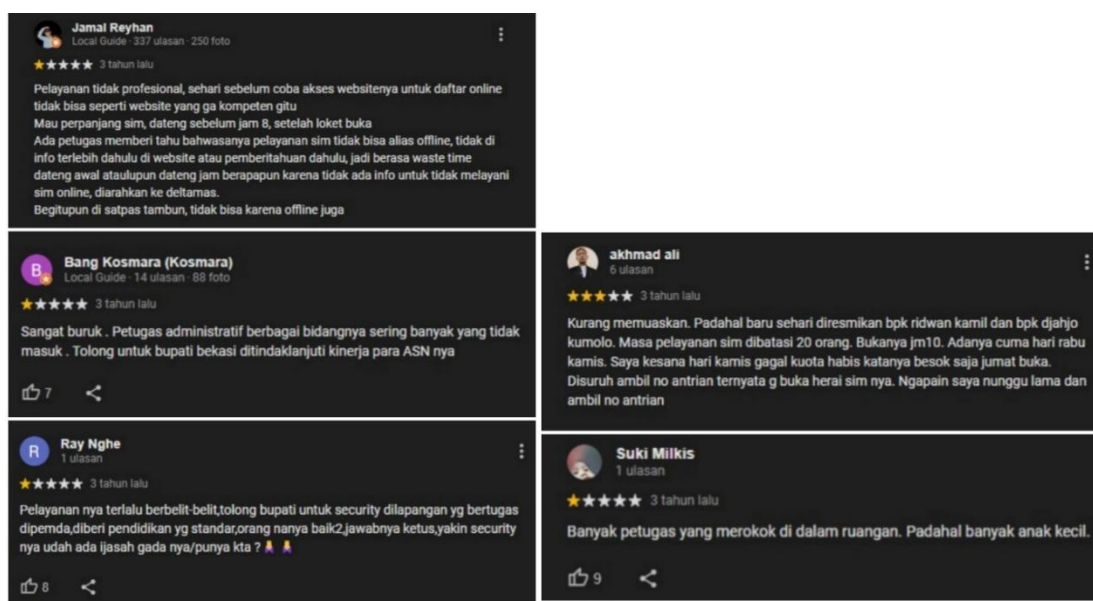 Jamal Reyhan
Local Guide · 337 ulasan · 250 foto
3 tahun lalu
Pelayanan tidak profesional, sehari sebelum coba akses websitenya untuk daftar online
tidak bisa seperti website yang ga kompeten gitu
Mau perpanjang sim, dateng sebelum jam 8, setelah loket buka
Ada petugas memberi tahu bahwasanya pelayanan sim tidak bisa alias offline, tidak di
info terlebih dahulu di website atau pemberitahuan dahulu, jadi berasa waste time
dateng awal ataulupun dateng jam berapapun karena tidak ada info untuk tidak melayani
sim online, diarahkan ke deltamas.
Begitupun di satpas tambun, tidak bisa karena offline juga
B
Bang Kosmara (Kosmara)
Local Guide · 14 ulasan · 88 foto
3 tahun lalu
Sangat buruk . Petugas administratif berbagai bidangnya sering banyak yang tidak
masuk . Tolong untuk bupati bekasi ditindaklanjuti kinerja para ASN nya
7
R
Ray Nghe
1 ulasan
3 tahun lalu
Pelayanan nya terlalu berbelit-belit,tolong bupati untuk security dilapangan yg bertugas
dipemda,diberi pendidikan yg standar,orang nanya baik2,jawabnya ketus,yakin security
nya udah ada ijasah gada nya/punya kta ?
8
akhmad ali
6 ulasan
3 tahun lalu
Kurang memuaskan. Padahal baru sehari diresmikan bpk ridwan kamil dan bpk djahjo
kumolo. Masa pelayanan sim dibatasi 20 orang. Bukanya jm10. Adanya cuma hari rabu
kamis. Saya kesana hari kamis gagal kuota habis katanya besok saja jumat buka.
Disuruh ambil no antrian ternyata g buka herai sim nya. Ngapain saya nunggu lama dan
ambil no antrian
Suki Milkis
1 ulasan
3 tahun lalu
Banyak petugas yang merokok di dalam ruangan. Padahal banyak anak kecil.
9